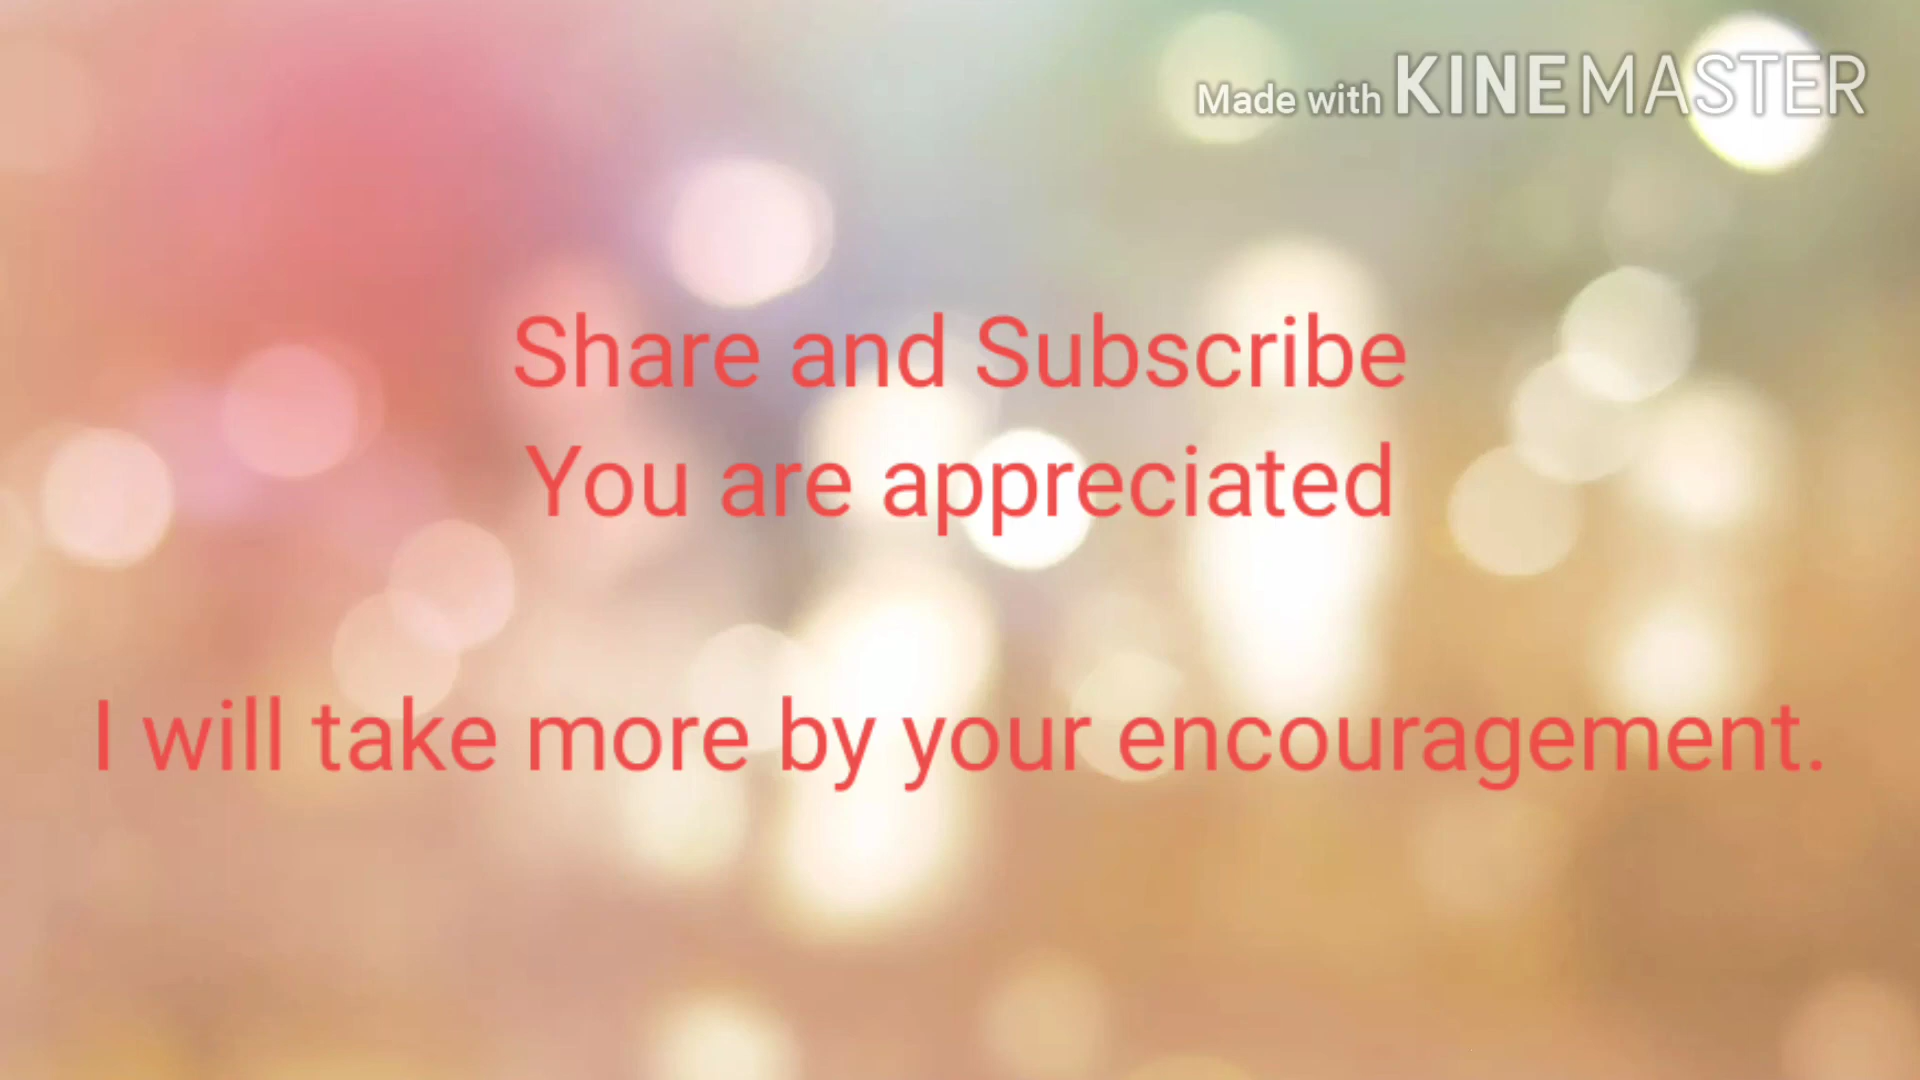 Made with KINEMASTER
Share and Subscribe
You are appreciated
I will take more by your encouragement.